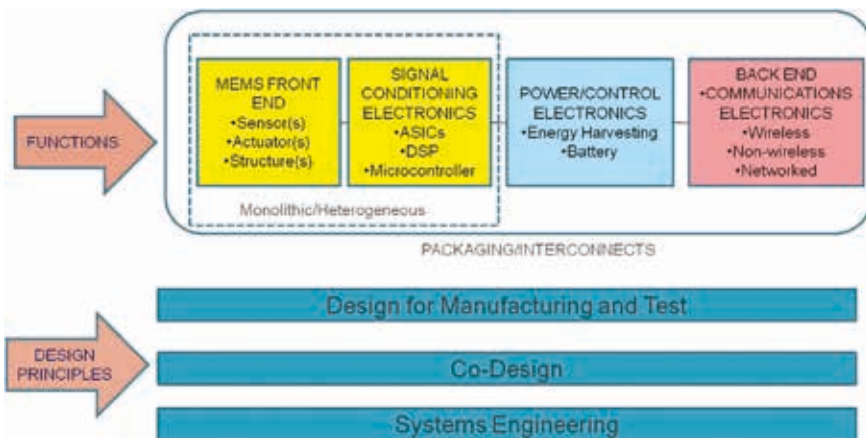 FUNCTIONS
MEMS FRONT
END
•Sensor(s)
•Actuator(s)
•Structure(s)
SIGNAL
CONDITIONING
ELECTRONICS
•ASICs
•DSP
•Microcontroller
POWER/CONTROL
ELECTRONICS
•Energy Harvesting
•Battery
BACK END
•COMMUNICATIONS
ELECTRONICS
•Wireless
•Non-wireless
•Networked
Monolithic/Heterogeneous
PACKAGING/INTERCONNECTS
DESIGN
PRINCIPLES
Design for Manufacturing and Test
Co-Design
Systems Engineering